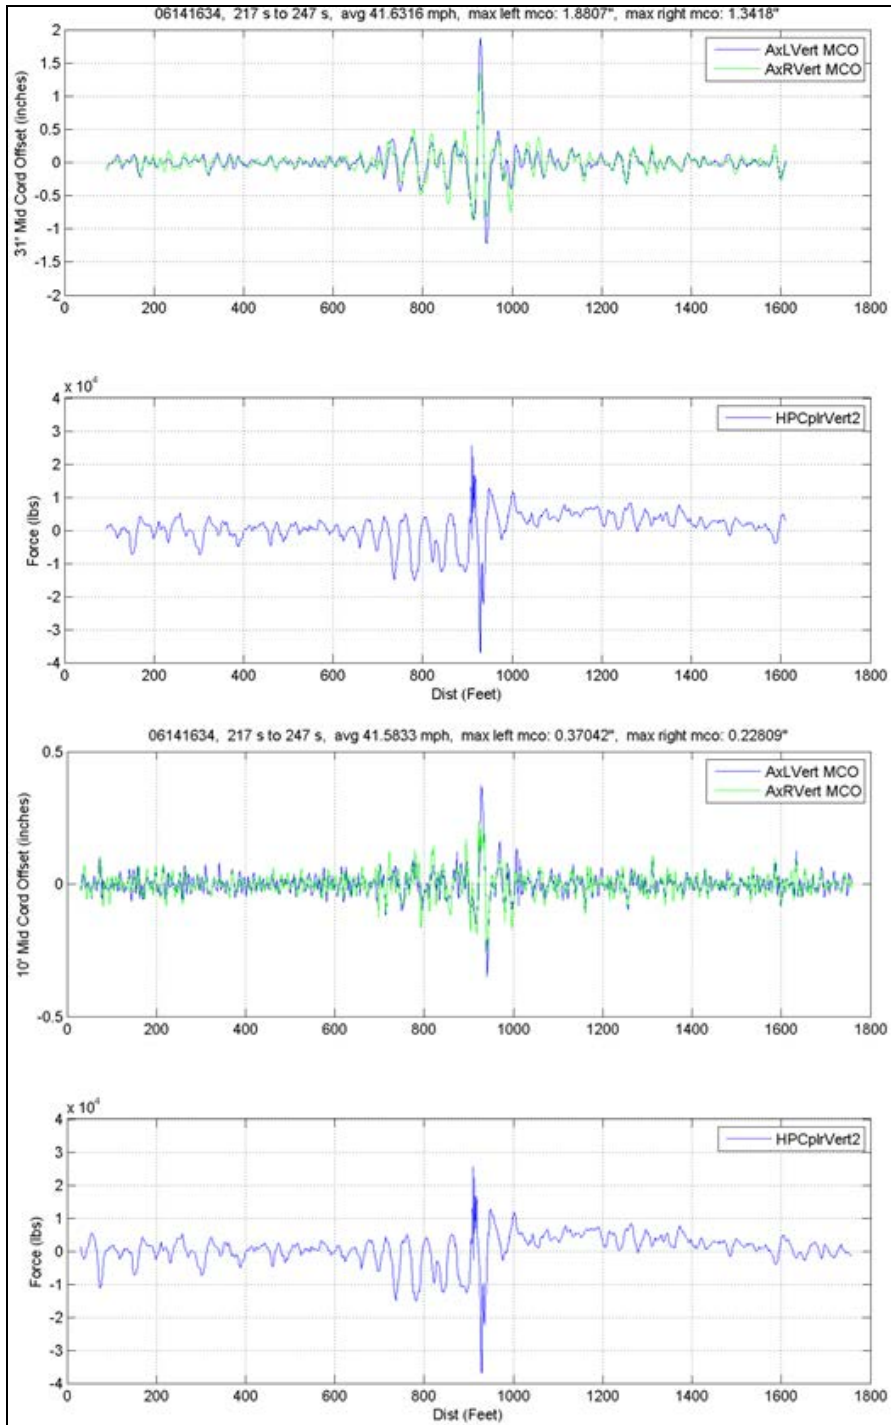 06141634, 217 s to 247 s, avg 41.6316 mph, max left mco: 1.8807", max right mco: 1.3418"
2
1.5
1
0.5
0
-0.5
-1
-1.5
-2
31' Mid Cord Offset (inches)
AxLVert MCO
AxRVert MCO
0 200 400 600 800 1000 1200 1400 1600 1800
x 10⁴
4
3
2
1
0
-1
-2
-3
-4
Force (lbs)
HPCplrVert2
0 200 400 600 800 1000 1200 1400 1600 1800
Dist (Feet)
06141634, 217 s to 247 s, avg 41.5833 mph, max left mco: 0.37042", max right mco: 0.22809"
0.5
0
-0.5
10' Mid Cord Offset (inches)
AxLVert MCO
AxRVert MCO
0 200 400 600 800 1000 1200 1400 1600 1800
x 10⁴
4
3
2
1
0
-1
-2
-3
-4
Force (lbs)
HPCplrVert2
0 200 400 600 800 1000 1200 1400 1600 1800
Dist (Feet)